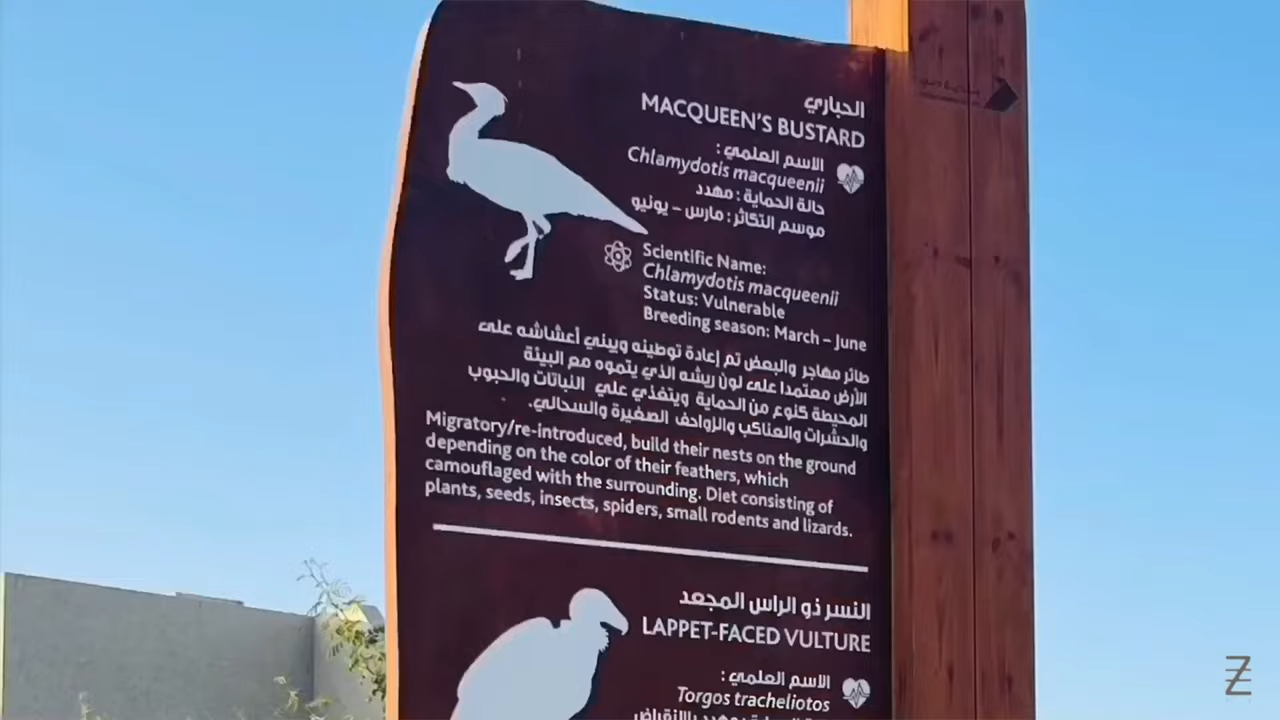 الحباري
MACQUEEN'S BUSTARD
الاسم العلمي :
Chlamydotis macqueenii
حالة الحماية : مهدد
موسم التكاثر : مارس – يونيو
Scientific Name:
Chlamydotis macqueenii
Status: Vulnerable
Breeding season: March – June
طائر مهاجر والبعض تم إعادة توطينه ويبني أعشاشه على
الأرض معتمدا على لون ريشه الذي يتموه مع البيئة
المحيطة كنوع من الحماية ويتغذي علي النباتات والحبوب
والحشرات والعناكب والزواحف الصغيرة والسحالي.
Migratory/re-introduced, build their nests on the ground
depending on the color of their feathers, which
camouflaged with the surrounding. Diet consisting of
plants, seeds, insects, spiders, small rodents and lizards.
النسر ذو الراس المجعد
LAPPET-FACED VULTURE
الاسم العلمي :
Torgos tracheliotos
مهدد بالانقراض